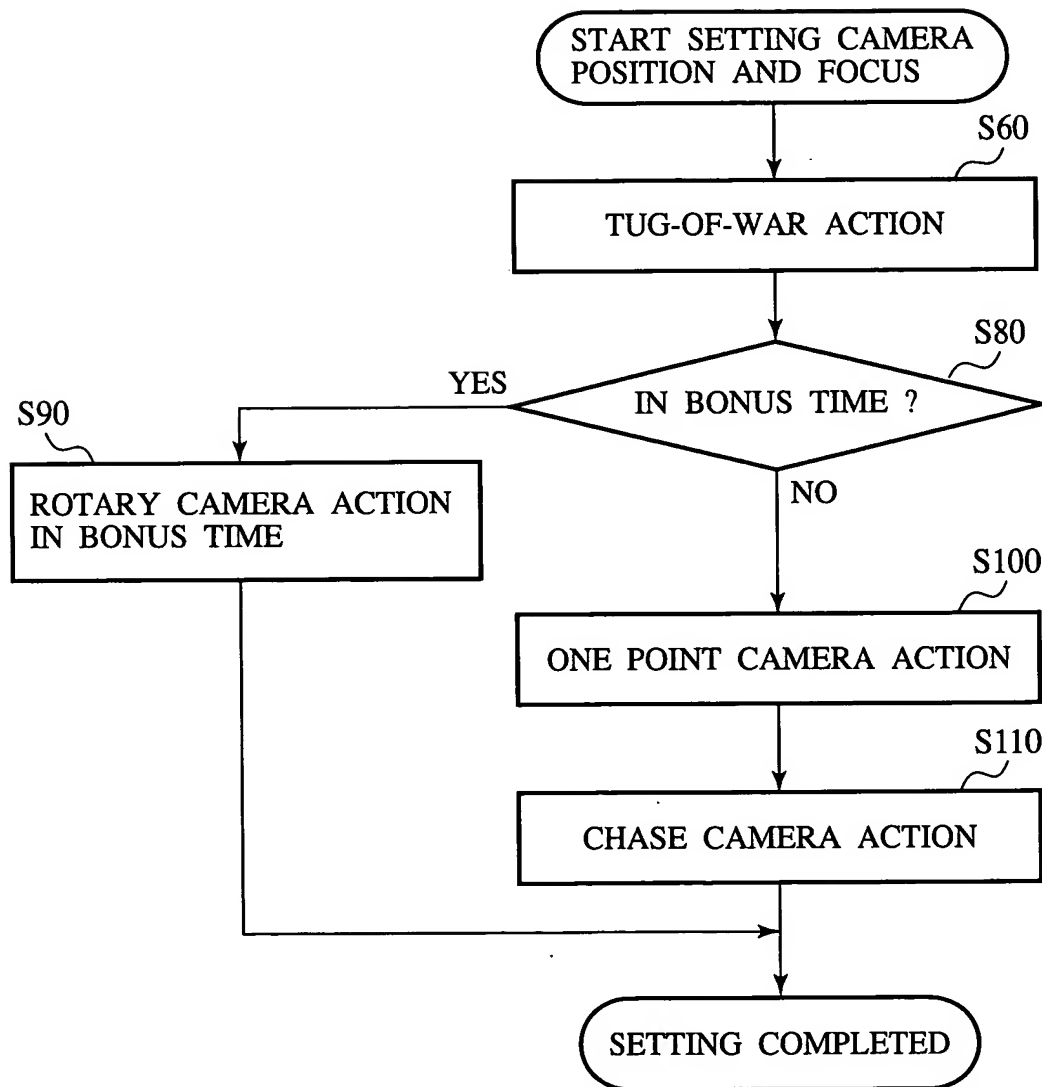 START SETTING CAMERA
POSITION AND FOCUS
S60
TUG-OF-WAR ACTION
S80
IN BONUS TIME ?
YES
S90
ROTARY CAMERA ACTION
IN BONUS TIME
NO
S100
ONE POINT CAMERA ACTION
S110
CHASE CAMERA ACTION
SETTING COMPLETED